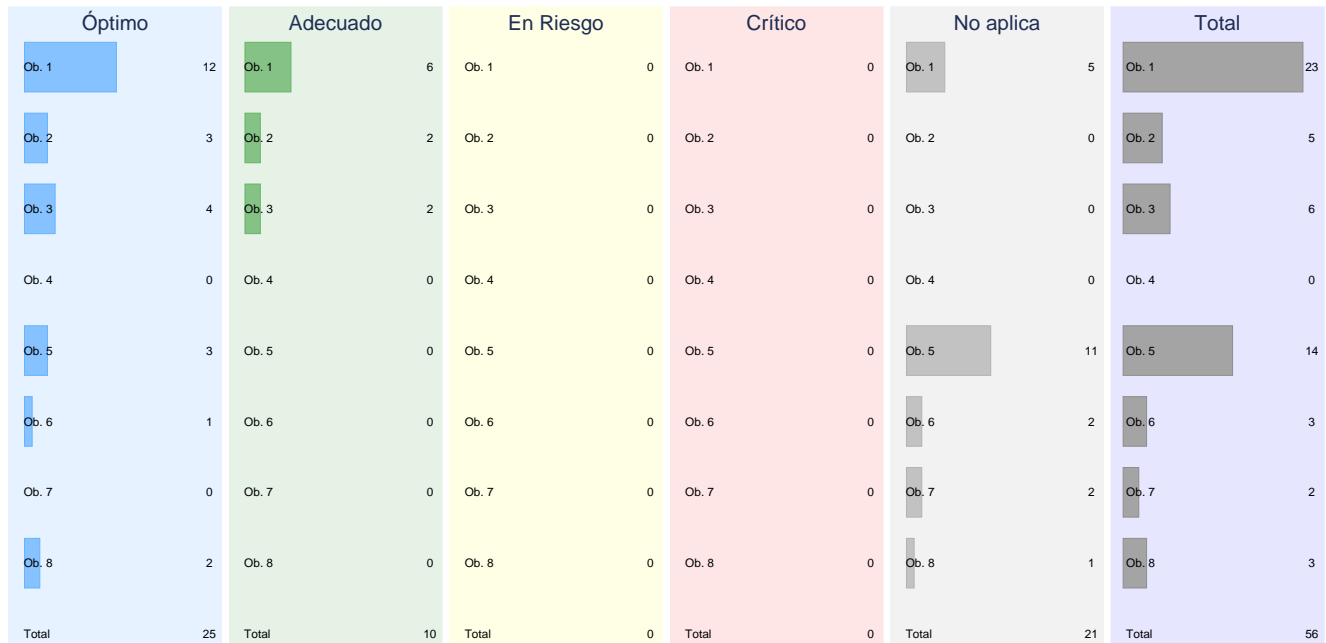 Óptimo Adecuado En Riesgo Crítico No aplica Total
Ob. 1 12 Ob. 1 6 Ob. 1 0 Ob. 1 0 Ob. 1 5 Ob. 1 23
Ob. 2 3 Ob. 2 2 Ob. 2 0 Ob. 2 0 Ob. 2 0 Ob. 2 5
Ob. 3 4 Ob. 3 2 Ob. 3 0 Ob. 3 0 Ob. 3 0 Ob. 3 6
Ob. 4 0 Ob. 4 0 Ob. 4 0 Ob. 4 0 Ob. 4 0 Ob. 4 0
Ob. 5 3 Ob. 5 0 Ob. 5 0 Ob. 5 0 Ob. 5 11 Ob. 5 14
Ob. 6 1 Ob. 6 0 Ob. 6 0 Ob. 6 0 Ob. 6 2 Ob. 6 3
Ob. 7 0 Ob. 7 0 Ob. 7 0 Ob. 7 0 Ob. 7 2 Ob. 7 2
Ob. 8 2 Ob. 8 0 Ob. 8 0 Ob. 8 0 Ob. 8 1 Ob. 8 3
Total 25 Total 10 Total 0 Total 0 Total 21 Total 56